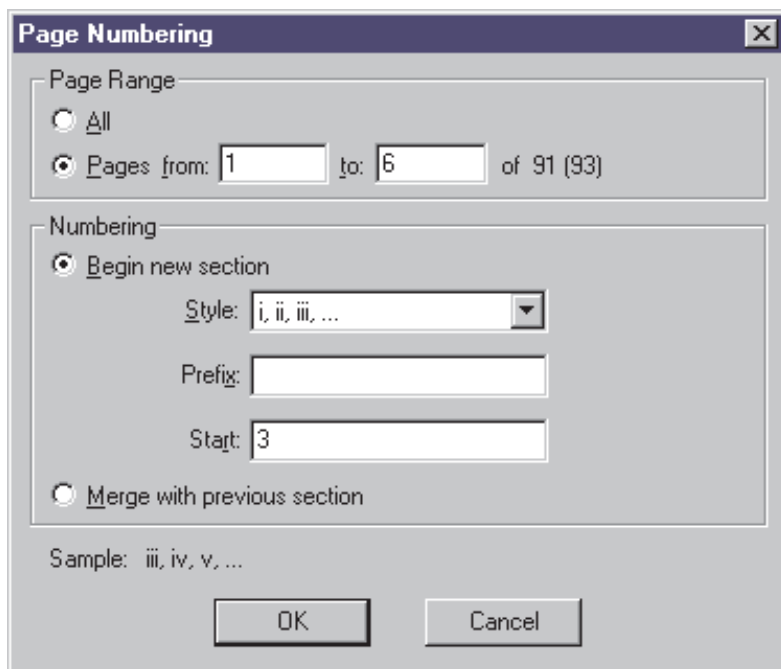 Page Numbering
Page Range
All
Pages from: 1 to: 6 of 91 (93)
Numbering
Begin new section
Style: i, ii, iii, ...
Prefix:
Start: 3
Merge with previous section
Sample: iii, iv, v, ...
OK Cancel